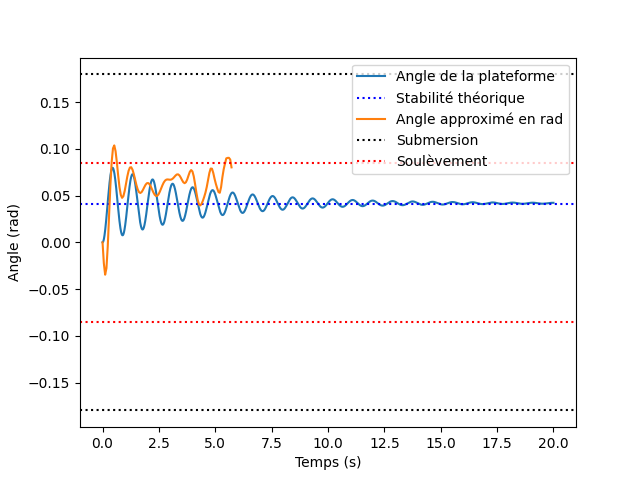 Angle de la plateforme
Stabilité théorique
Angle approximé en rad
Submersion
Soulèvement
0.15
0.10
0.05
0.00
−0.05
−0.10
−0.15
Angle (rad)
0.0 2.5 5.0 7.5 10.0 12.5 15.0 17.5 20.0
Temps (s)